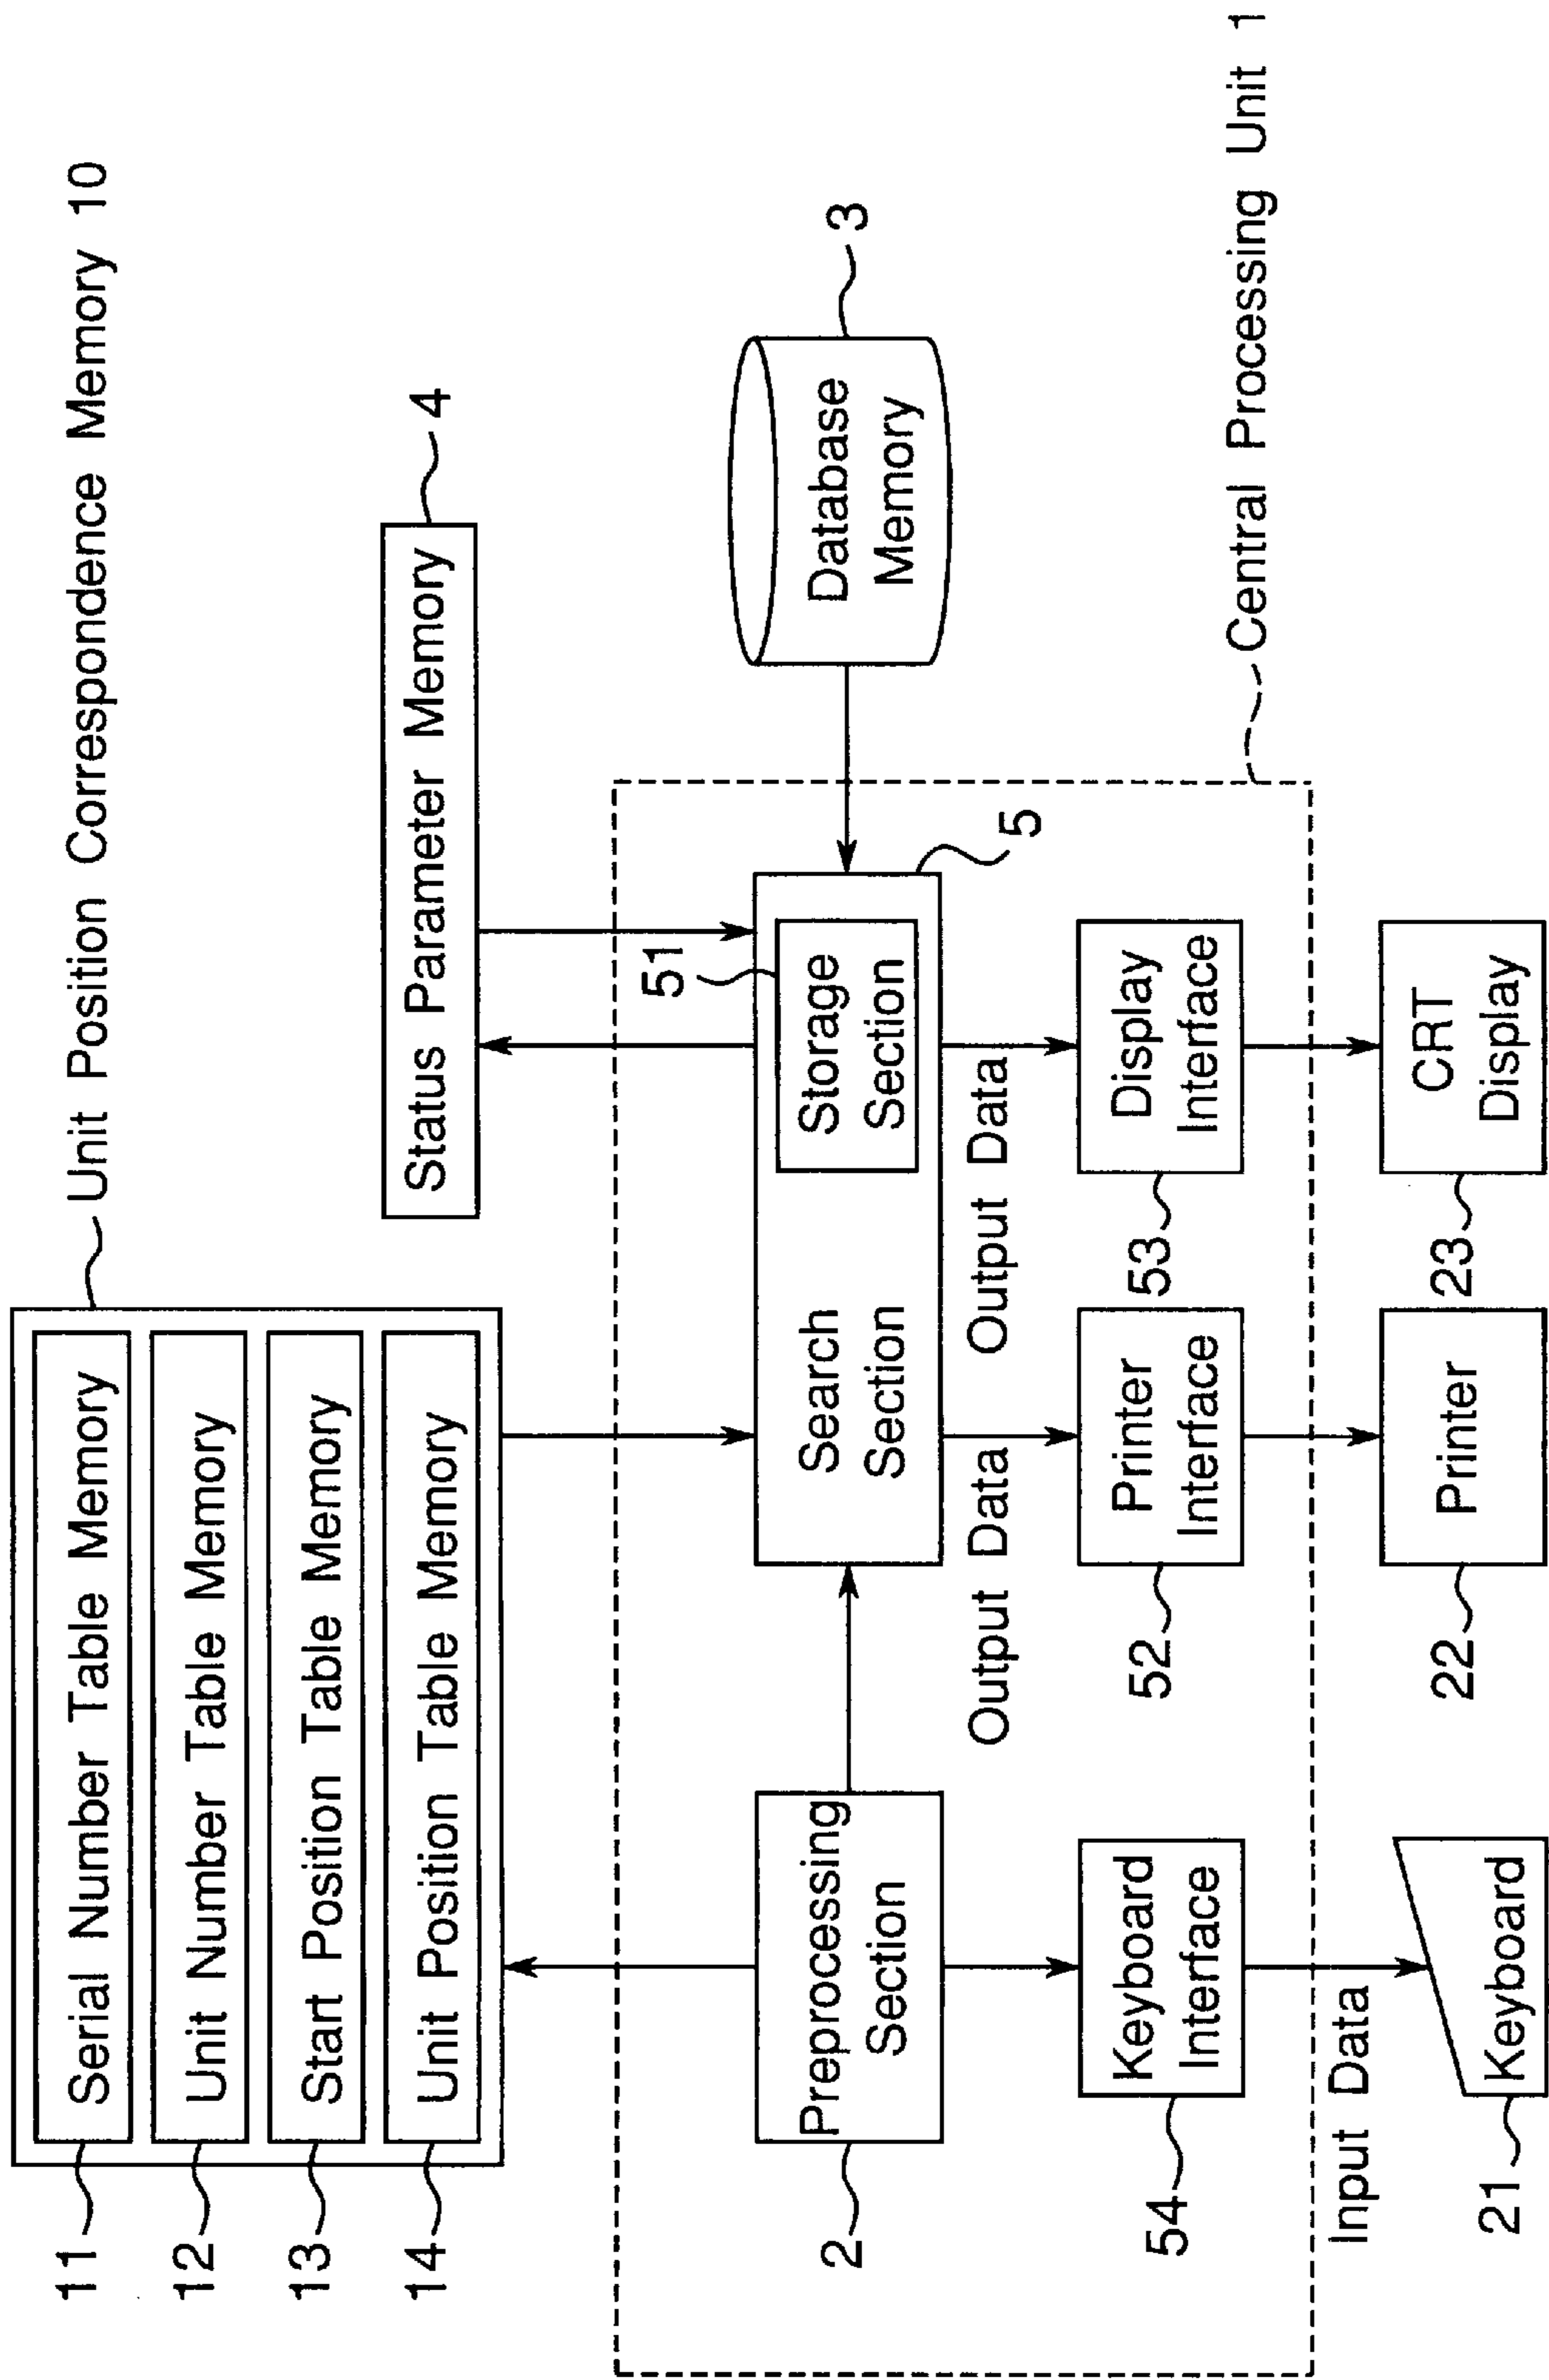 Unit Position Correspondence Memory 10
11
Serial Number Table Memory
12
Unit Number Table Memory
13
Start Position Table Memory
14
Unit Position Table Memory
Status Parameter Memory
4
51
2
Preprocessing
Section
Search
Section
Storage
Section
5
Database
Memory
3
Output Data
Output Data
54
Keyboard
Interface
52
Printer
Interface
53
Display
Interface
Central Processing Unit 1
Input Data
21
Keyboard
22
Printer
23
CRT
Display